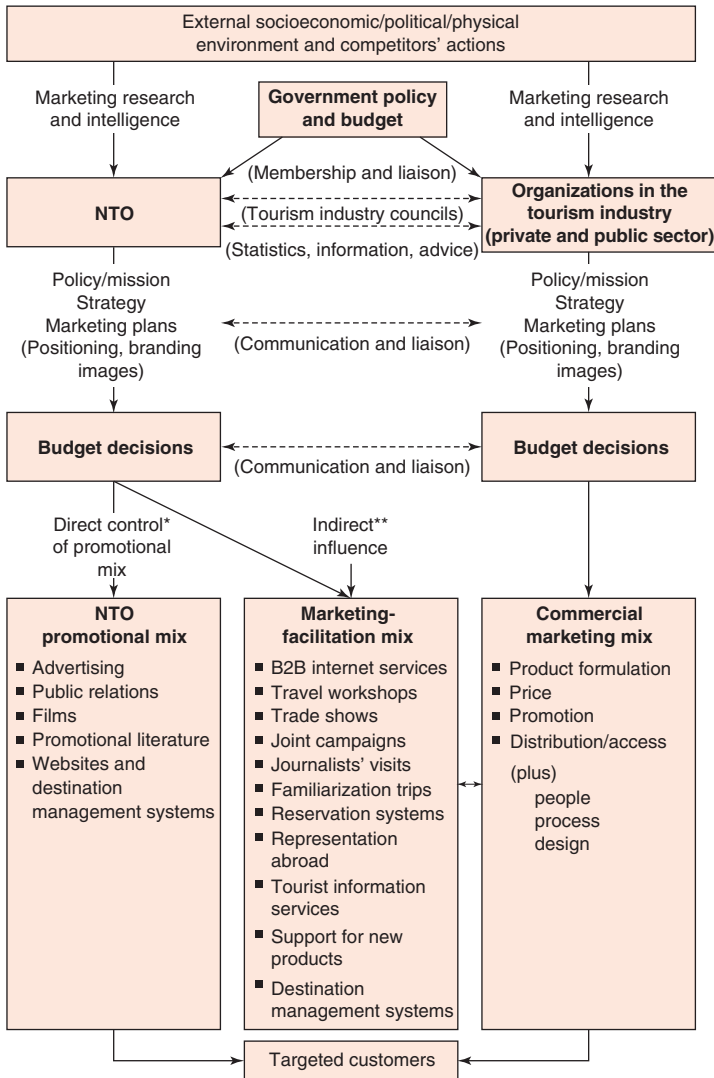 External socioeconomic/political/physical
environment and competitors' actions
Marketing research
and intelligence
Government policy
and budget
Marketing research
and intelligence
(Membership and liaison)
NTO
(Tourism industry councils)
(Statistics, information, advice)
Organizations in the
tourism industry
(private and public sector)
Policy/mission
Strategy
Marketing plans
(Positioning, branding
images)
(Communication and liaison)
Policy/mission
Strategy
Marketing plans
(Positioning, branding
images)
Budget decisions
(Communication and liaison)
Budget decisions
Direct control*
of promotional
mix
Indirect**
influence
NTO
promotional mix
Advertising
Public relations
Films
Promotional literature
Websites and
destination
management systems
Marketing-
facilitation mix
B2B internet services
Travel workshops
Trade shows
Joint campaigns
Journalists' visits
Familiarization trips
Reservation systems
Representation
abroad
Tourist information
services
Support for new
products
Destination
management systems
Commercial
marketing mix
Product formulation
Price
Promotion
Distribution/access
(plus)
people
process
design
Targeted customers